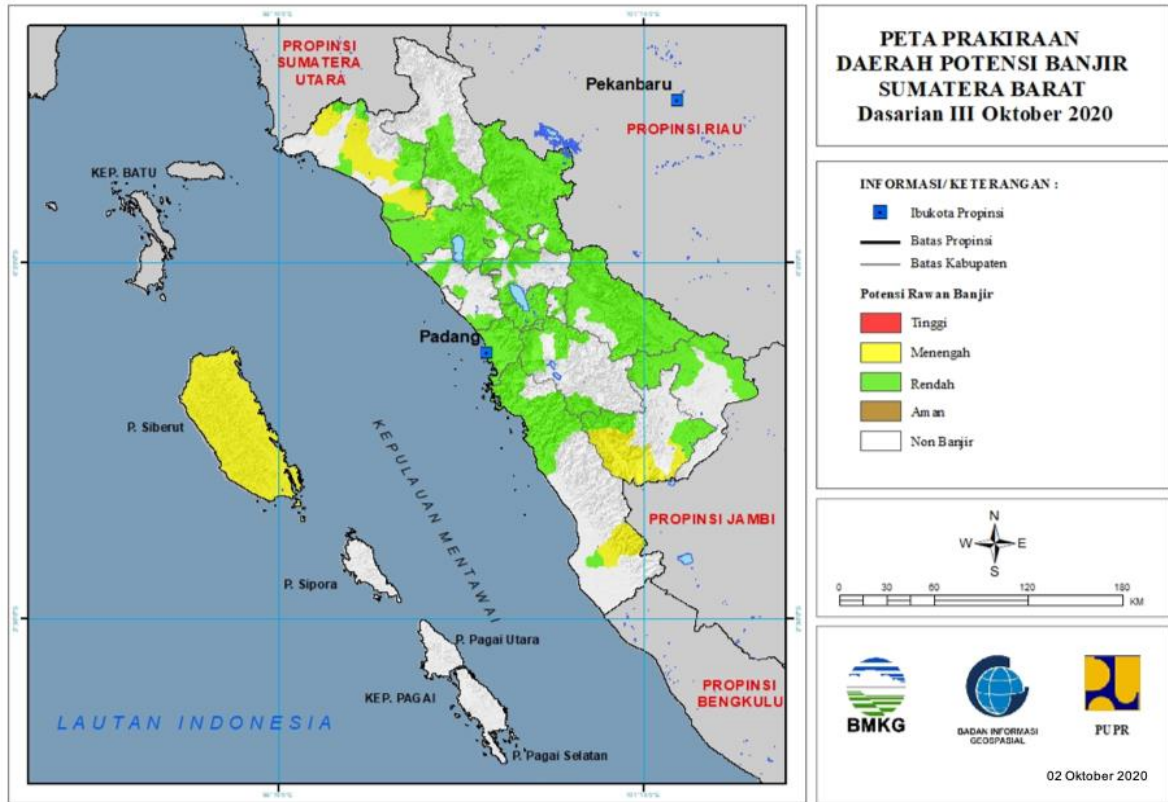 PROPINSI
SUMATERA
UTARA
Pekanbaru
PROPINSI RIAU
KEP. BATU
Padang
P. Siberut
KEPULAUAN MENTAWAI
PROPINSI JAMBI
P. Sipora
P. Pagai Utara
KEP. PAGAI
PROPINSI
BENGKULU
LAUTAN INDONESIA
P. Pagai Selatan
PETA PRAKIRAAN
DAERAH POTENSI BANJIR
SUMATERA BARAT
Dasarian III Oktober 2020
INFORMASI/KETERANGAN :
Ibukota Propinsi
Batas Propinsi
Batas Kabupaten
Potensi Rawan Banjir
Tinggi
Menengah
Rendah
Aman
Non Banjir
N
W E
S
0 30 60 120 180
KM
BMKG
BADAN INFORMASI
GEOSPASIAL
PUPR
02 Oktober 2020